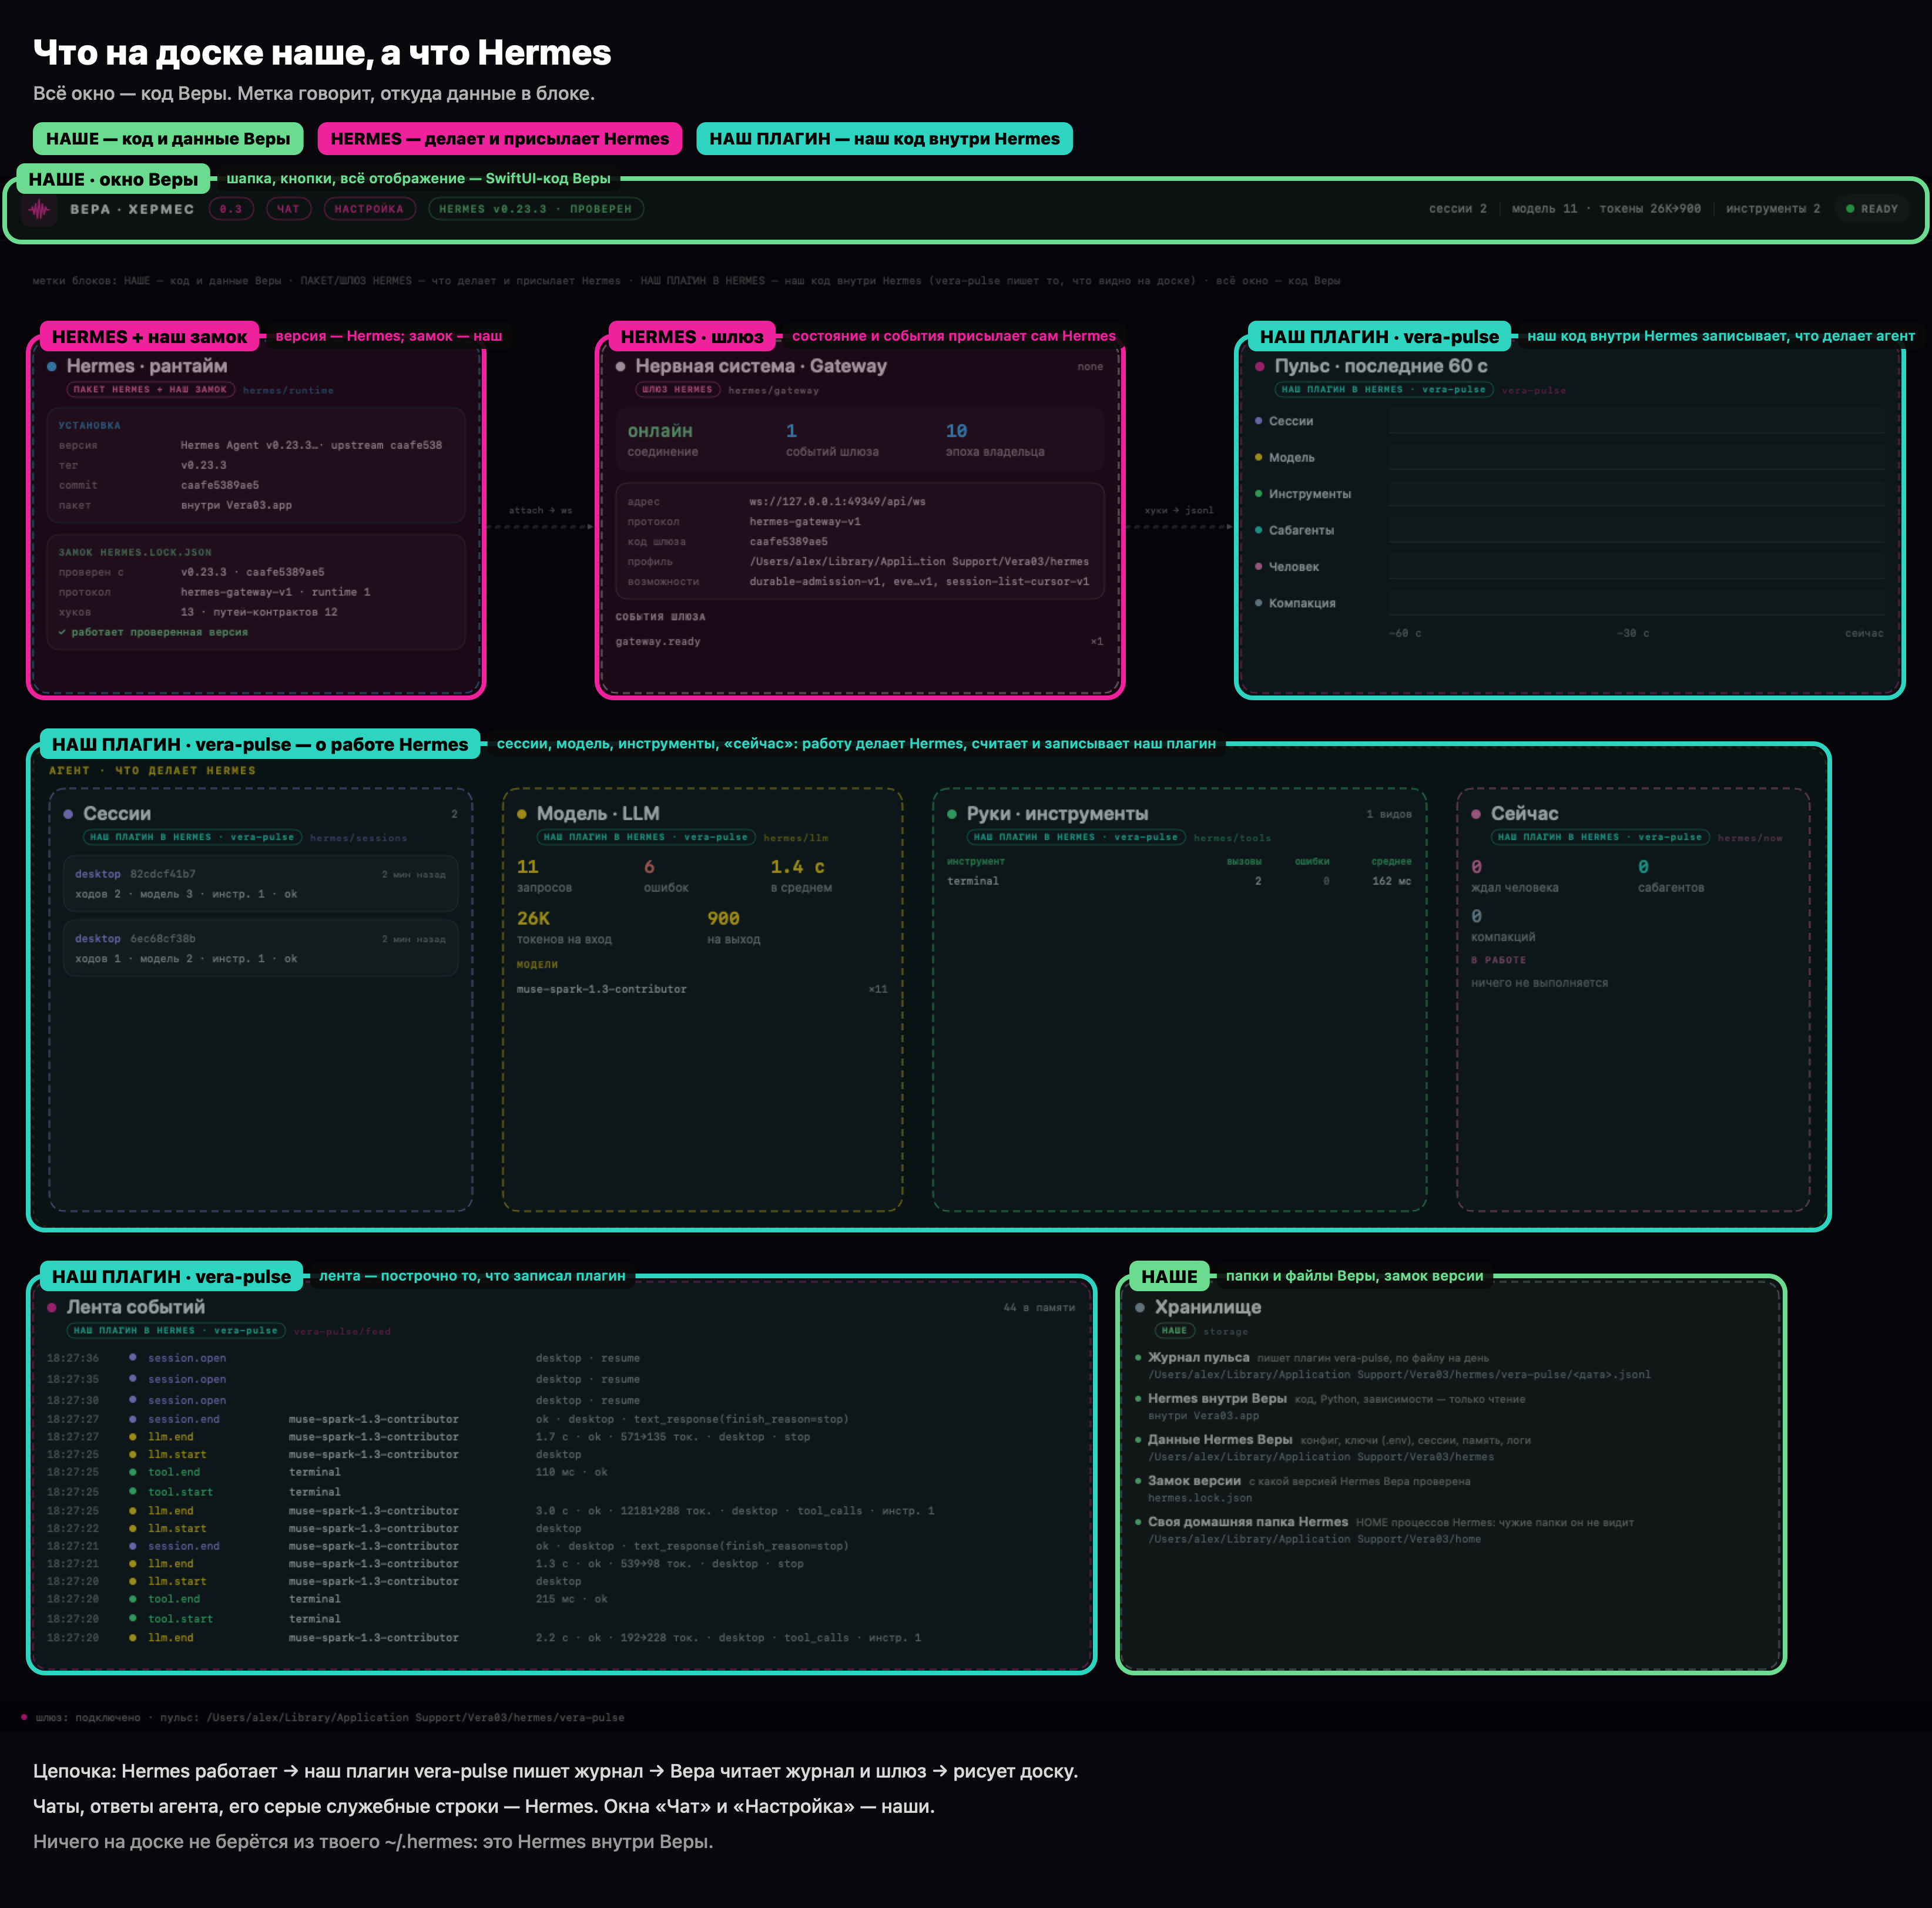 Что на доске наше, а что Hermes
Всё окно — код Веры. Метка говорит, откуда данные в блоке.
НАШЕ — код и данные Веры
HERMES — делает и присылает Hermes
НАШ ПЛАГИН — наш код внутри Hermes
НАШЕ · окно Веры
шапка, кнопки, всё отображение — SwiftUI-код Веры
ВЕРА · ХЕРМЕС
0.3
ЧАТ
НАСТРОЙКА
HERMES v0.23.3 · ПРОВЕРЕН
сессии 2
модель 11 · токены 26K→900
инструменты 2
READY
метки блоков: НАШЕ — код и данные Веры · ПАКЕТ/ШЛЮЗ HERMES — что делает и присылает Hermes · НАШ ПЛАГИН В HERMES — наш код внутри Hermes (vera-pulse пишет то, что видно на доске) · всё окно — код Веры
HERMES + наш замок
версия — Hermes; замок — наш
Hermes · рантайм
ПАКЕТ HERMES + НАШ ЗАМОК
hermes/runtime
УСТАНОВКА
версия Hermes Agent v0.23.3…· upstream caafe538
тег v0.23.3
commit caafe5389ae5
пакет внутри Vera03.app
ЗАМОК HERMES.LOCK.JSON
проверен с v0.23.3 · caafe5389ae5
протокол hermes-gateway-v1 · runtime 1
хуков 13 · путей-контрактов 12
✓ работает проверенная версия
attach → ws
HERMES · шлюз
состояние и события присылает сам Hermes
Нервная система · Gateway
none
ШЛЮЗ HERMES
hermes/gateway
онлайн 1 10
соединение событий шлюза эпоха владельца
адрес ws://127.0.0.1:49349/api/ws
протокол hermes-gateway-v1
код шлюза caafe5389ae5
профиль /Users/alex/Library/Appli…tion Support/Vera03/hermes
возможности durable-admission-v1, eve…v1, session-list-cursor-v1
СОБЫТИЯ ШЛЮЗА
gateway.ready ×1
хуки → jsonl
НАШ ПЛАГИН · vera-pulse
наш код внутри Hermes записывает, что делает агент
Пульс · последние 60 с
НАШ ПЛАГИН В HERMES · vera-pulse
vera-pulse
Сессии
Модель
Инструменты
Сабагенты
Человек
Компакция
−60 с −30 с сейчас
НАШ ПЛАГИН · vera-pulse — о работе Hermes
сессии, модель, инструменты, «сейчас»: работу делает Hermes, считает и записывает наш плагин
АГЕНТ · ЧТО ДЕЛАЕТ HERMES
Сессии 2
НАШ ПЛАГИН В HERMES · vera-pulse hermes/sessions
desktop 82cdcf41b7 2 мин назад
ходов 2 · модель 3 · инстр. 1 · ok
desktop 6ec68cf38b 2 мин назад
ходов 1 · модель 2 · инстр. 1 · ok
Модель · LLM
НАШ ПЛАГИН В HERMES · vera-pulse hermes/llm
11 6 1.4 с
запросов ошибок в среднем
26K 900
токенов на вход на выход
МОДЕЛИ
muse-spark-1.3-contributor ×11
Руки · инструменты 1 видов
НАШ ПЛАГИН В HERMES · vera-pulse hermes/tools
инструмент вызовы ошибки среднее
terminal 2 0 162 мс
Сейчас
НАШ ПЛАГИН В HERMES · vera-pulse hermes/now
0 0
ждал человека сабагентов
0
компакций
В РАБОТЕ
ничего не выполняется
НАШ ПЛАГИН · vera-pulse
лента — построчно то, что записал плагин
Лента событий 44 в памяти
НАШ ПЛАГИН В HERMES · vera-pulse vera-pulse/feed
18:27:36 session.open desktop · resume
18:27:35 session.open desktop · resume
18:27:30 session.open desktop · resume
18:27:27 session.end muse-spark-1.3-contributor ok · desktop · text_response(finish_reason=stop)
18:27:27 llm.end muse-spark-1.3-contributor 1.7 с · ok · 571→135 ток. · desktop · stop
18:27:25 llm.start muse-spark-1.3-contributor desktop
18:27:25 tool.end terminal 110 мс · ok
18:27:25 tool.start terminal
18:27:25 llm.end muse-spark-1.3-contributor 3.0 с · ok · 12181→288 ток. · desktop · tool_calls · инстр. 1
18:27:22 llm.start muse-spark-1.3-contributor desktop
18:27:21 session.end muse-spark-1.3-contributor ok · desktop · text_response(finish_reason=stop)
18:27:21 llm.end muse-spark-1.3-contributor 1.3 с · ok · 539→98 ток. · desktop · stop
18:27:20 llm.start muse-spark-1.3-contributor desktop
18:27:20 tool.end terminal 215 мс · ok
18:27:20 tool.start terminal
18:27:20 llm.end muse-spark-1.3-contributor 2.2 с · ok · 192→228 ток. · desktop · tool_calls · инстр. 1
НАШЕ
папки и файлы Веры, замок версии
Хранилище
НАШЕ storage
Журнал пульса пишет плагин vera-pulse, по файлу на день
/Users/alex/Library/Application Support/Vera03/hermes/vera-pulse/<дата>.jsonl
Hermes внутри Веры код, Python, зависимости — только чтение
внутри Vera03.app
Данные Hermes Веры конфиг, ключи (.env), сессии, память, логи
/Users/alex/Library/Application Support/Vera03/hermes
Замок версии с какой версией Hermes Вера проверена
hermes.lock.json
Своя домашняя папка Hermes HOME процессов Hermes: чужие папки он не видит
/Users/alex/Library/Application Support/Vera03/home
шлюз: подключено · пульс: /Users/alex/Library/Application Support/Vera03/hermes/vera-pulse
Цепочка: Hermes работает → наш плагин vera-pulse пишет журнал → Вера читает журнал и шлюз → рисует доску.
Чаты, ответы агента, его серые служебные строки — Hermes. Окна «Чат» и «Настройка» — наши.
Ничего на доске не берётся из твоего ~/.hermes: это Hermes внутри Веры.